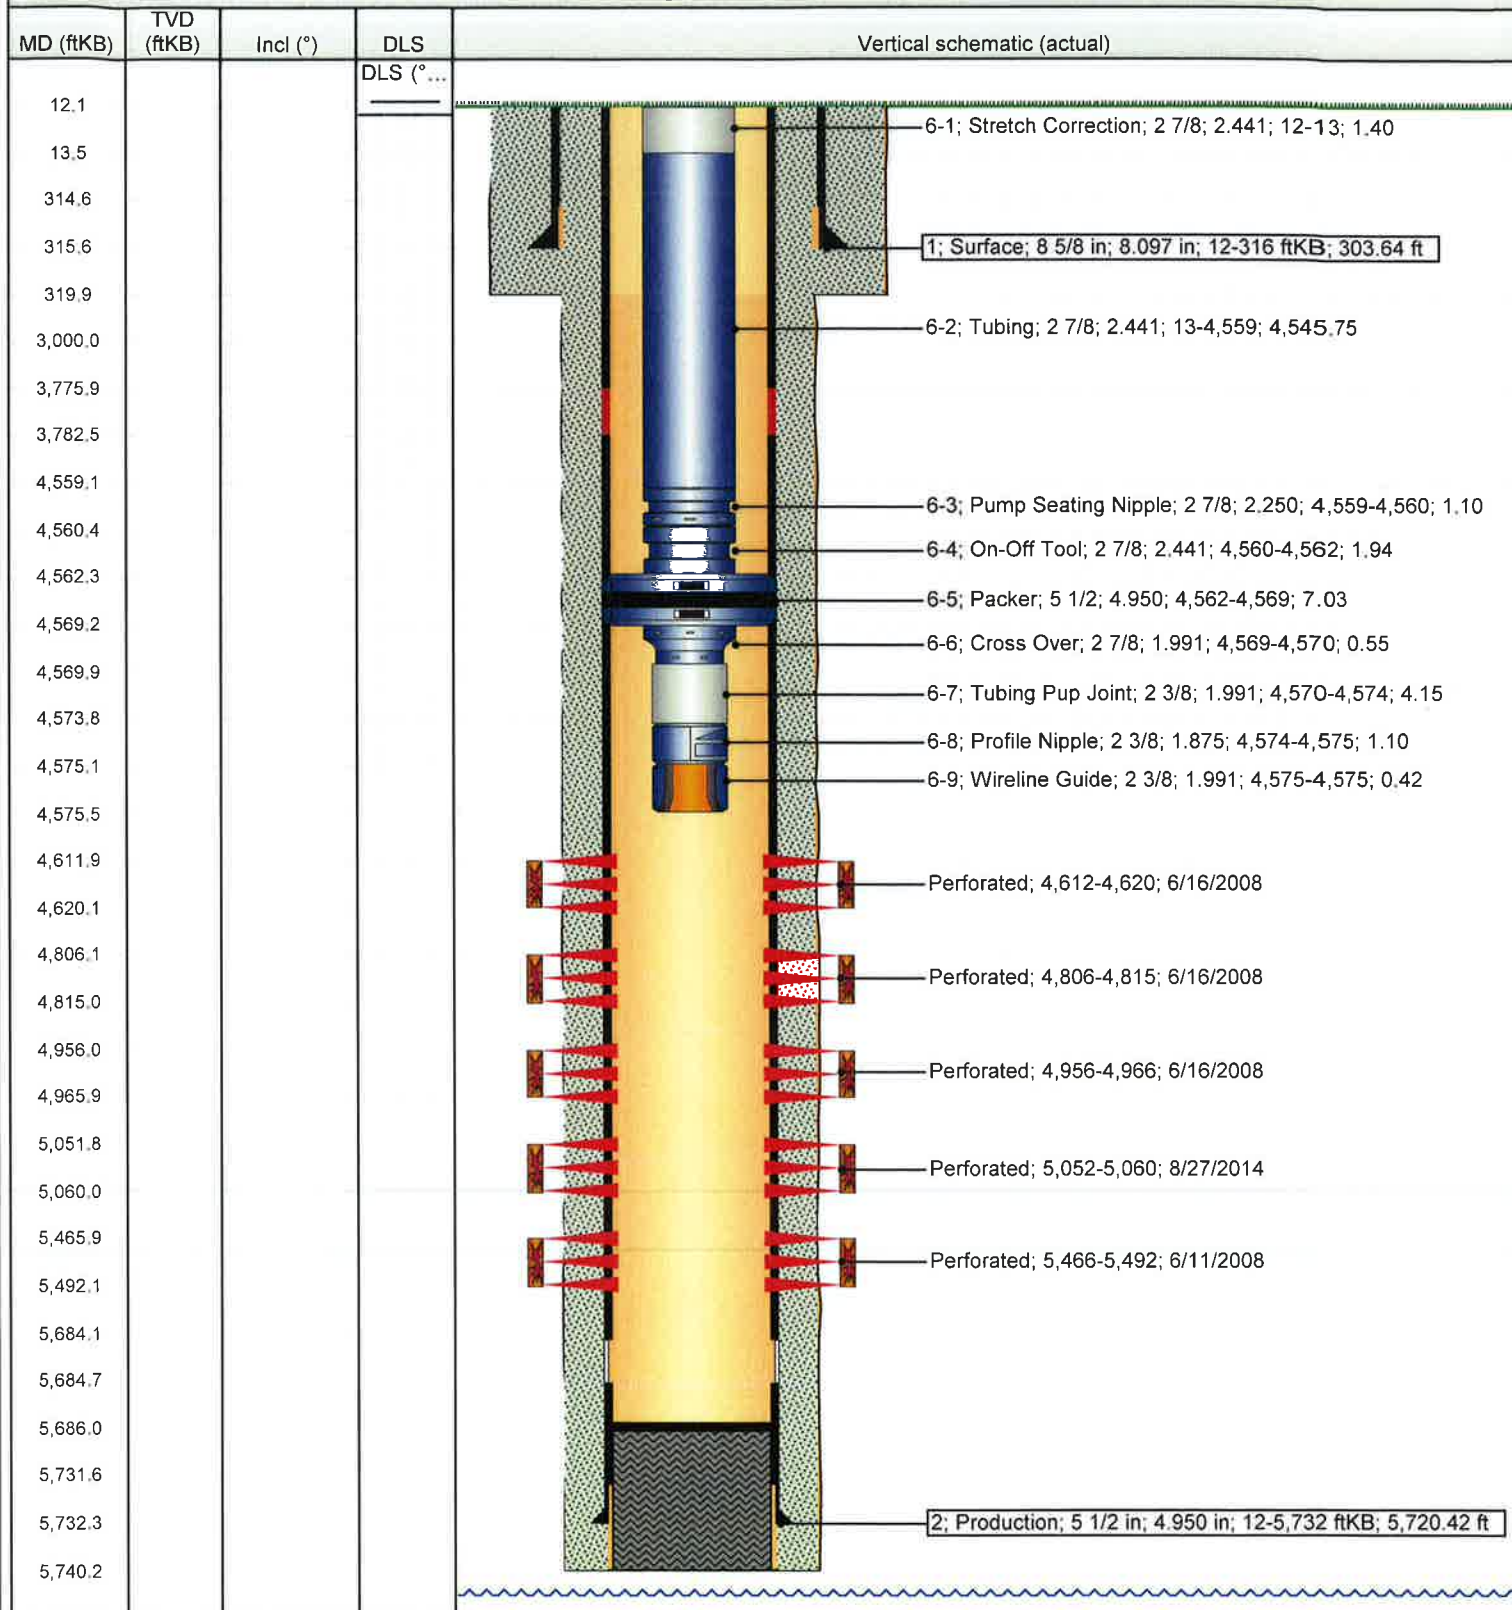 TVD
MD (ftKB) (ftKB) Incl (°) DLS Vertical schematic (actual)
DLS (°...
12.1
6-1; Stretch Correction; 2 7/8; 2.441; 12-13; 1.40
13.5
314.6
315.6
1; Surface; 8 5/8 in; 8.097 in; 12-316 ftKB; 303.64 ft
319.9
6-2; Tubing; 2 7/8; 2.441; 13-4,559; 4,545.75
3,000.0
3,775.9
3,782.5
4,559.1
6-3; Pump Seating Nipple; 2 7/8; 2.250; 4,559-4,560; 1.10
4,560.4
6-4; On-Off Tool; 2 7/8; 2.441; 4,560-4,562; 1.94
4,562.3
6-5; Packer; 5 1/2; 4.950; 4,562-4,569; 7.03
4,569.2
6-6; Cross Over; 2 7/8; 1.991; 4,569-4,570; 0.55
4,569.9
6-7; Tubing Pup Joint; 2 3/8; 1.991; 4,570-4,574; 4.15
4,573.8
6-8; Profile Nipple; 2 3/8; 1.875; 4,574-4,575; 1.10
4,575.1
6-9; Wireline Guide; 2 3/8; 1.991; 4,575-4,575; 0.42
4,575.5
4,611.9
Perforated; 4,612-4,620; 6/16/2008
4,620.1
4,806.1
Perforated; 4,806-4,815; 6/16/2008
4,815.0
4,956.0
Perforated; 4,956-4,966; 6/16/2008
4,965.9
5,051.8
Perforated; 5,052-5,060; 8/27/2014
5,060.0
5,465.9
Perforated; 5,466-5,492; 6/11/2008
5,492.1
5,684.1
5,684.7
5,686.0
5,731.6
5,732.3
2; Production; 5 1/2 in; 4.950 in; 12-5,732 ftKB; 5,720.42 ft
5,740.2